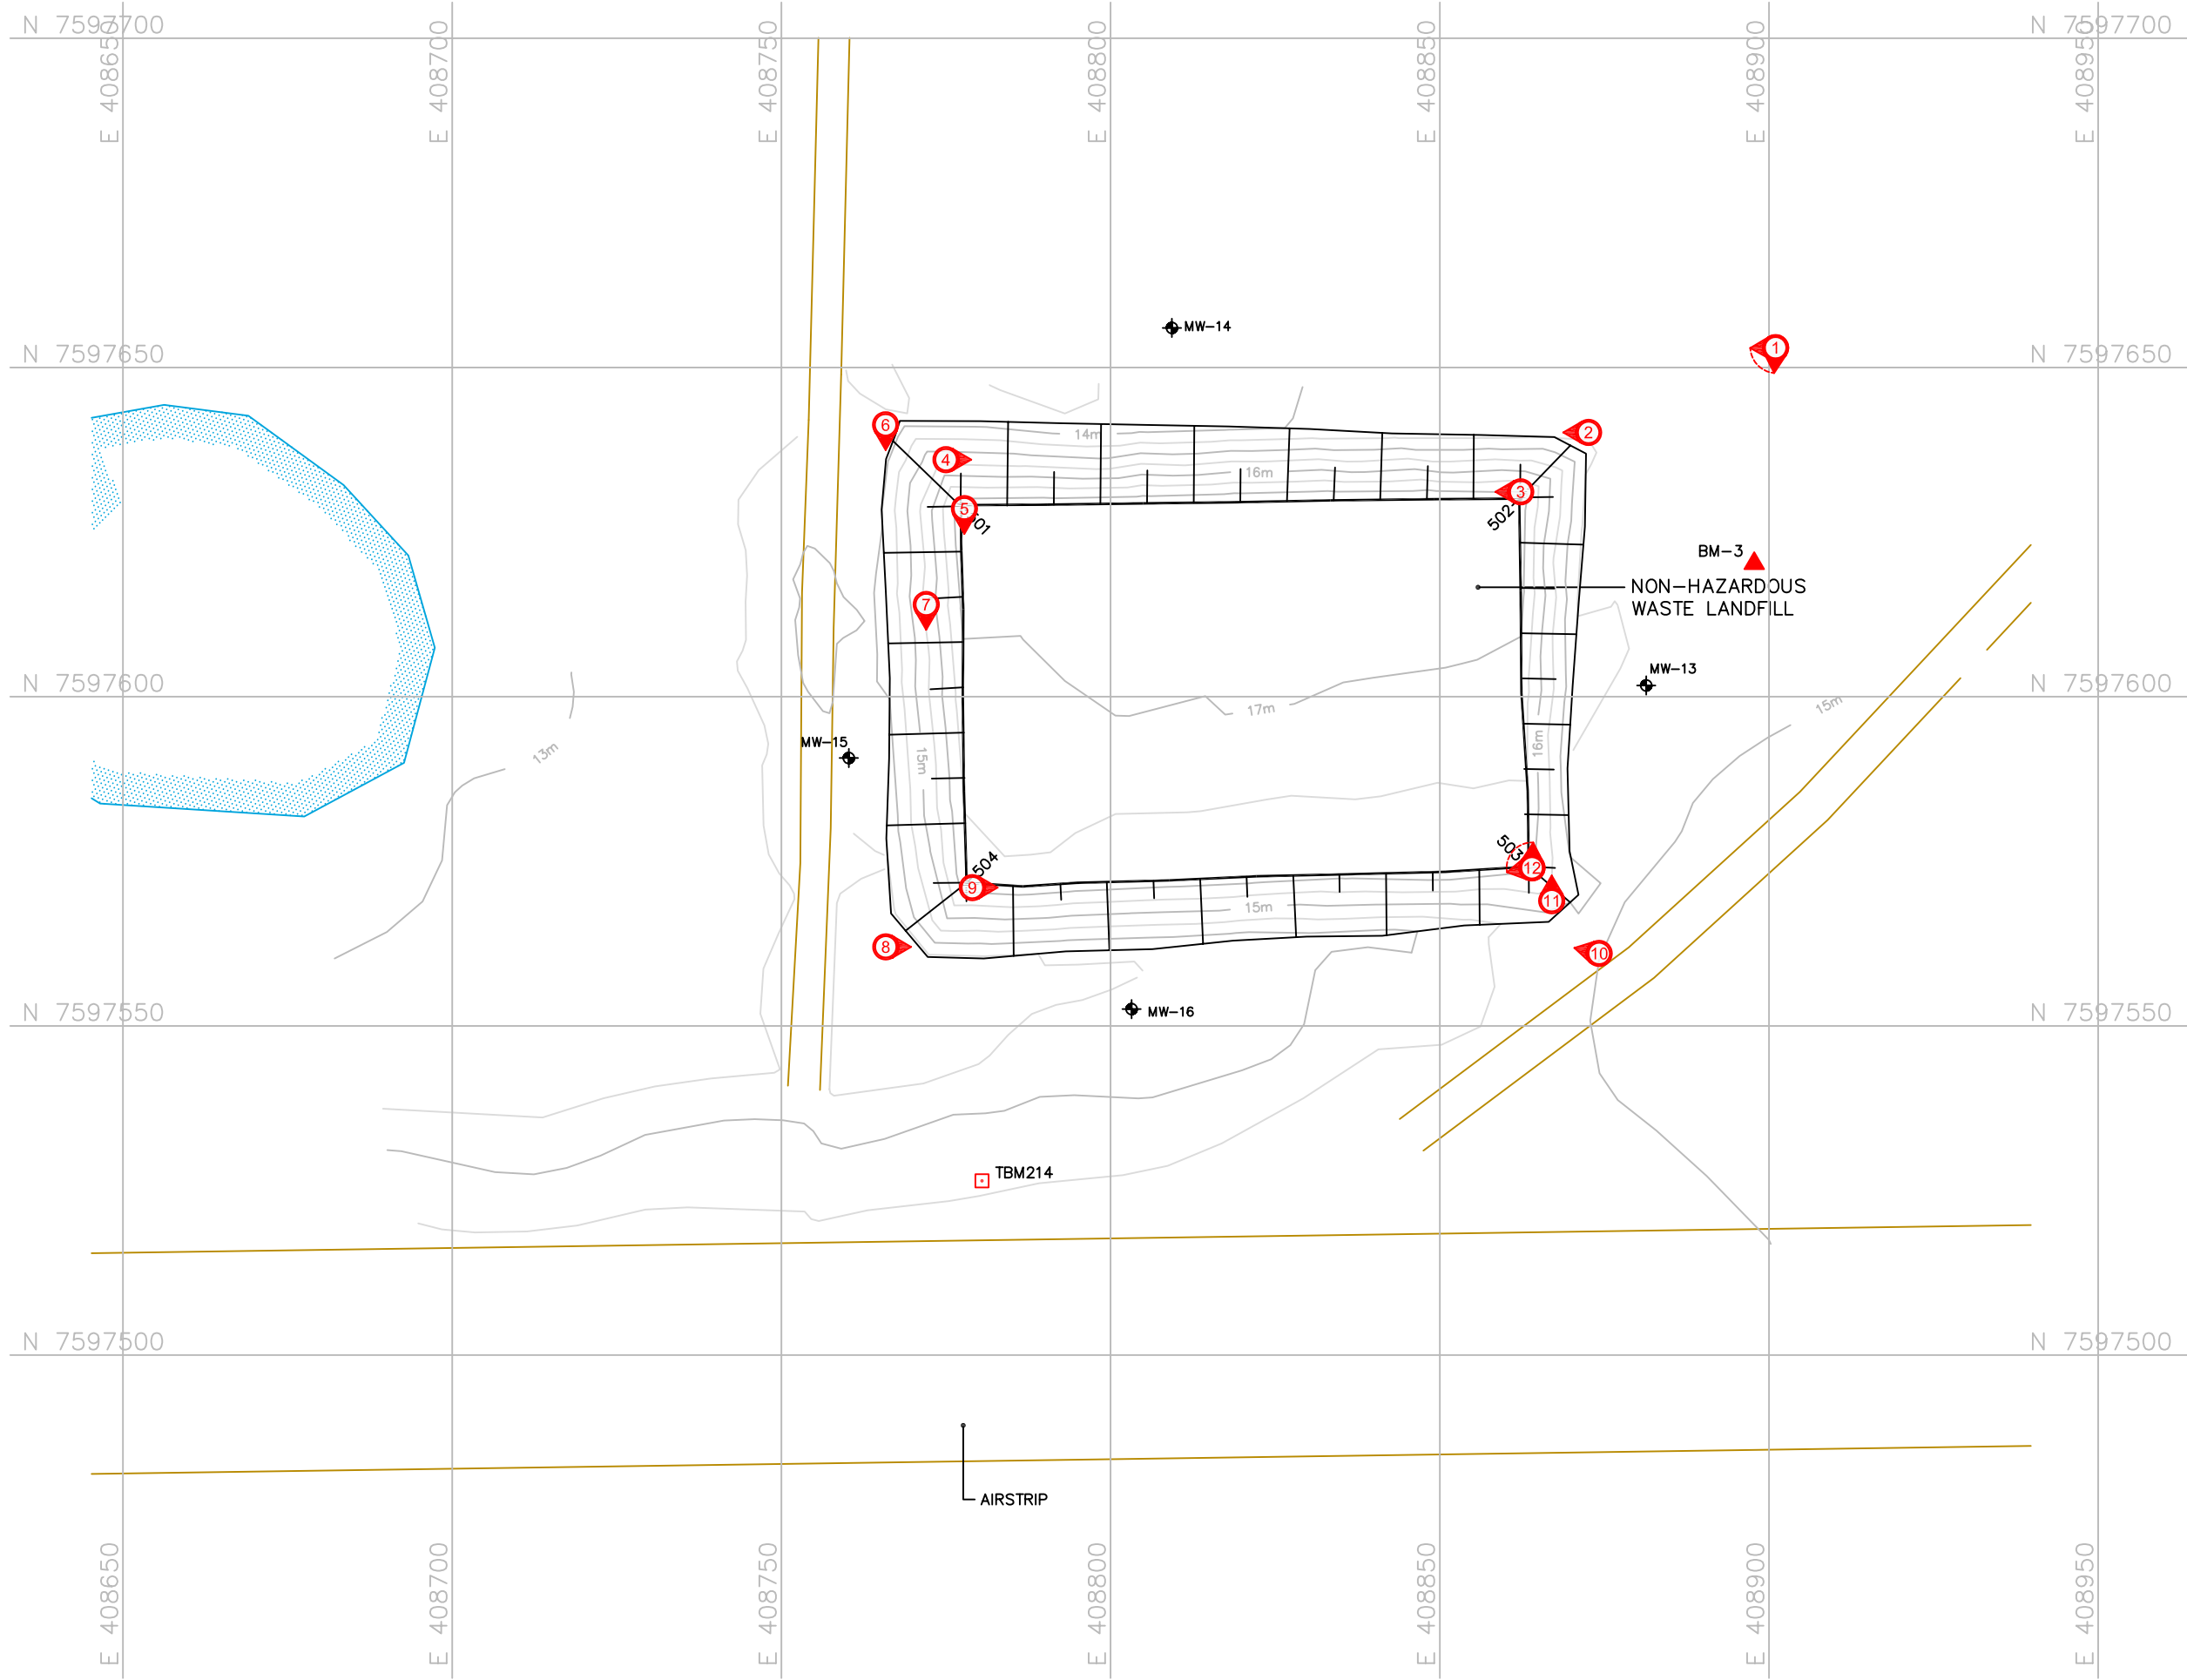 N 7597700
N 7597700
E 408650
E 408700
E 408750
E 408800
E 408850
E 408900
E 408950
MW-14
1
N 7597650
N 7597650
6
2
14m
4
16m
3
5
501
502
BM-3
NON-HAZARDOUS
WASTE LANDFILL
7
MW-13
N 7597600
N 7597600
17m
15m
MW-15
13m
15m
16m
503
504
12
9
11
15m
8
10
MW-16
N 7597550
N 7597550
TBM214
N 7597500
N 7597500
AIRSTRIP
E 408650
E 408700
E 408750
E 408800
E 408850
E 408900
E 408950